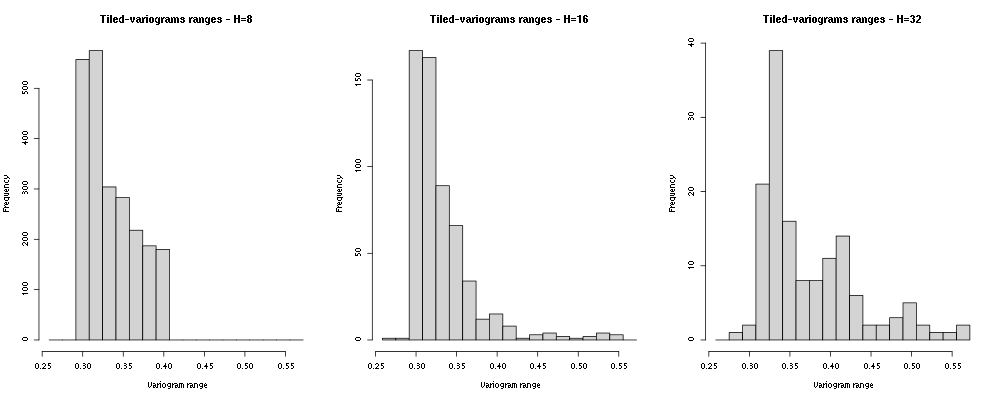 Tiled-variograms ranges - H=8
Frequency
500
400
300
200
100
0
0.25 0.30 0.35 0.40 0.45 0.50 0.55
Variogram range
Tiled-variograms ranges - H=16
Frequency
150
100
50
0
0.25 0.30 0.35 0.40 0.45 0.50 0.55
Variogram range
Tiled-variograms ranges - H=32
Frequency
40
30
20
10
0
0.25 0.30 0.35 0.40 0.45 0.50 0.55
Variogram range